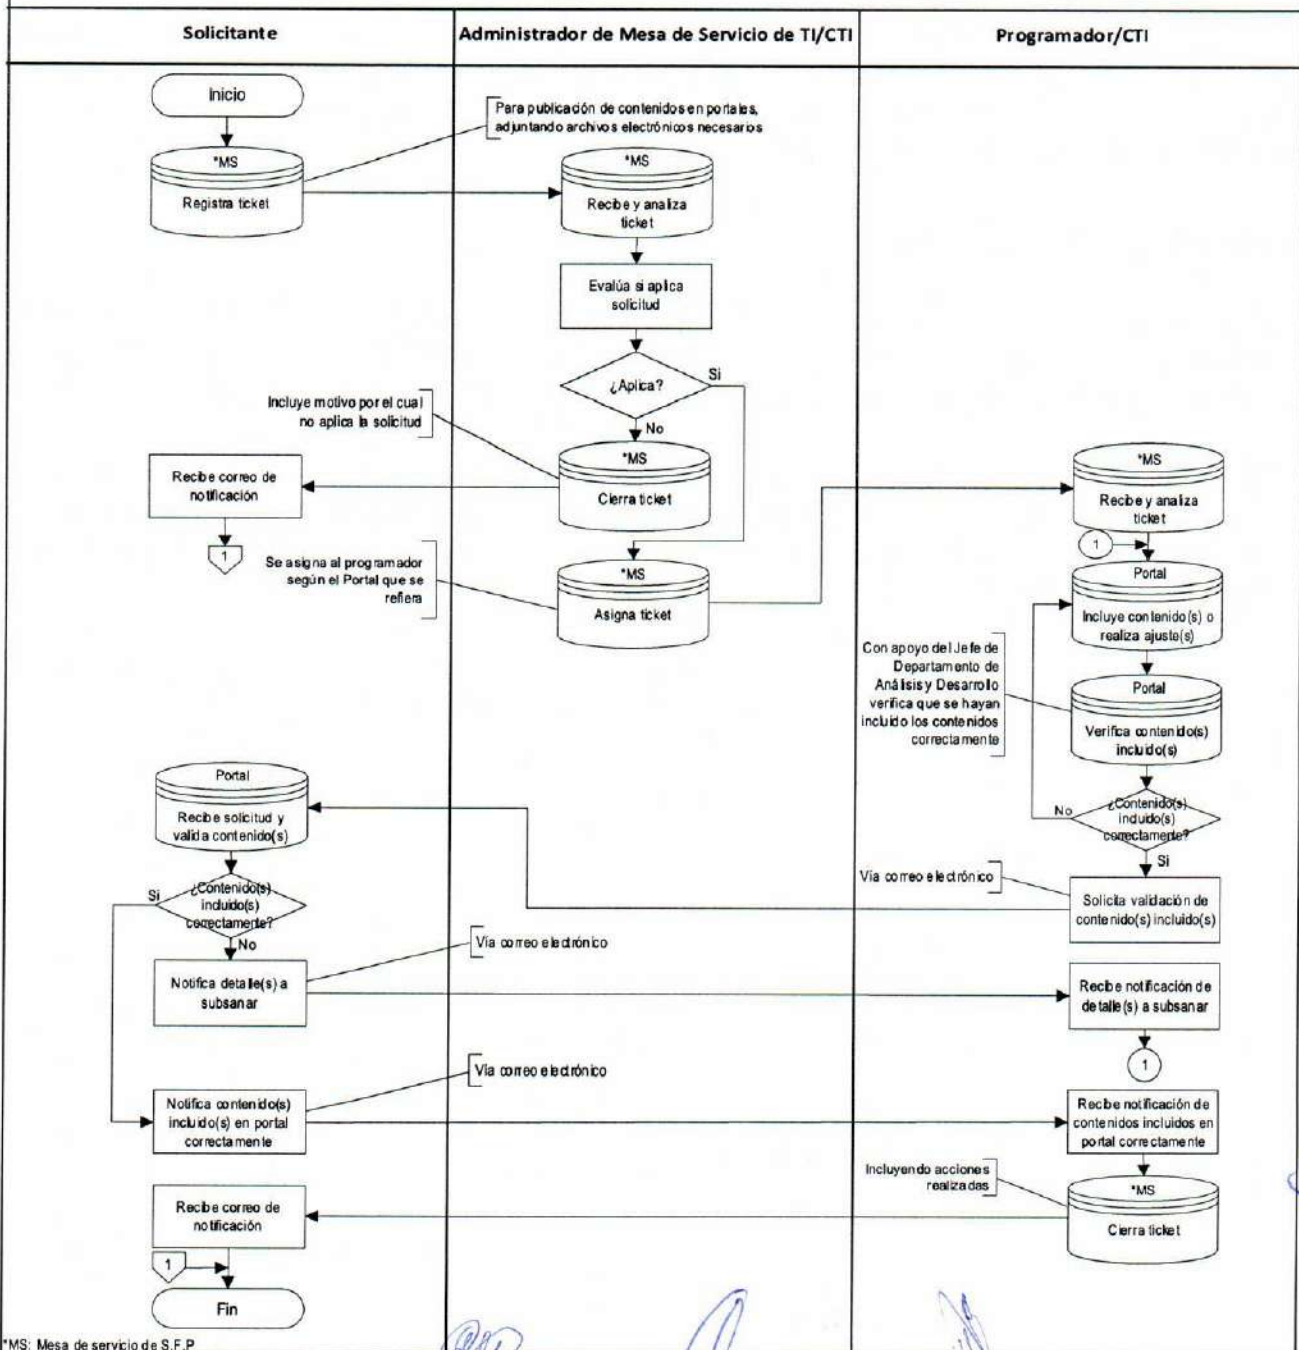 Solicitante
Administrador de Mesa de Servicio de TI/CTI
Programador/CTI
Inicio
Para publicación de contenidos en portales,
adjuntando archivos electrónicos necesarios
*MS
Registra ticket
*MS
Recibe y analiza
ticket
Evalúa si aplica
solicitud
¿Aplica?
Si
No
Incluye motivo por el cual
no aplica la solicitud
*MS
Cierra ticket
Recibe correo de
notificación
1
*MS
Recibe y analiza
ticket
1
Se asigna al programador
según el Portal que se
refiera
*MS
Asigna ticket
Portal
Incluye contenido(s) o
realiza ajuste(s)
Con apoyo del Jefe de
Departamento de
Análisis y Desarrollo
verifica que se hayan
incluido los contenidos
correctamente
Portal
Verifica contenido(s)
incluido(s)
No
¿Contenido(s)
incluido(s)
correctamente?
Si
Portal
Recibe solicitud y
valida contenido(s)
Vía correo electrónico
Solicita validación de
contenido(s) incluido(s)
Si
¿Contenido(s)
incluido(s)
correctamente?
No
Vía correo electrónico
Notifica detalle(s) a
subsanar
Recibe notificación de
detalle(s) a subsanar
1
Vía correo electrónico
Notifica contenido(s)
incluido(s) en portal
correctamente
Recibe notificación de
contenidos incluidos en
portal correctamente
Incluyendo acciones
realizadas
*MS
Cierra ticket
Recibe correo de
notificación
1
Fin
*MS: Mesa de servicio de S.F.P